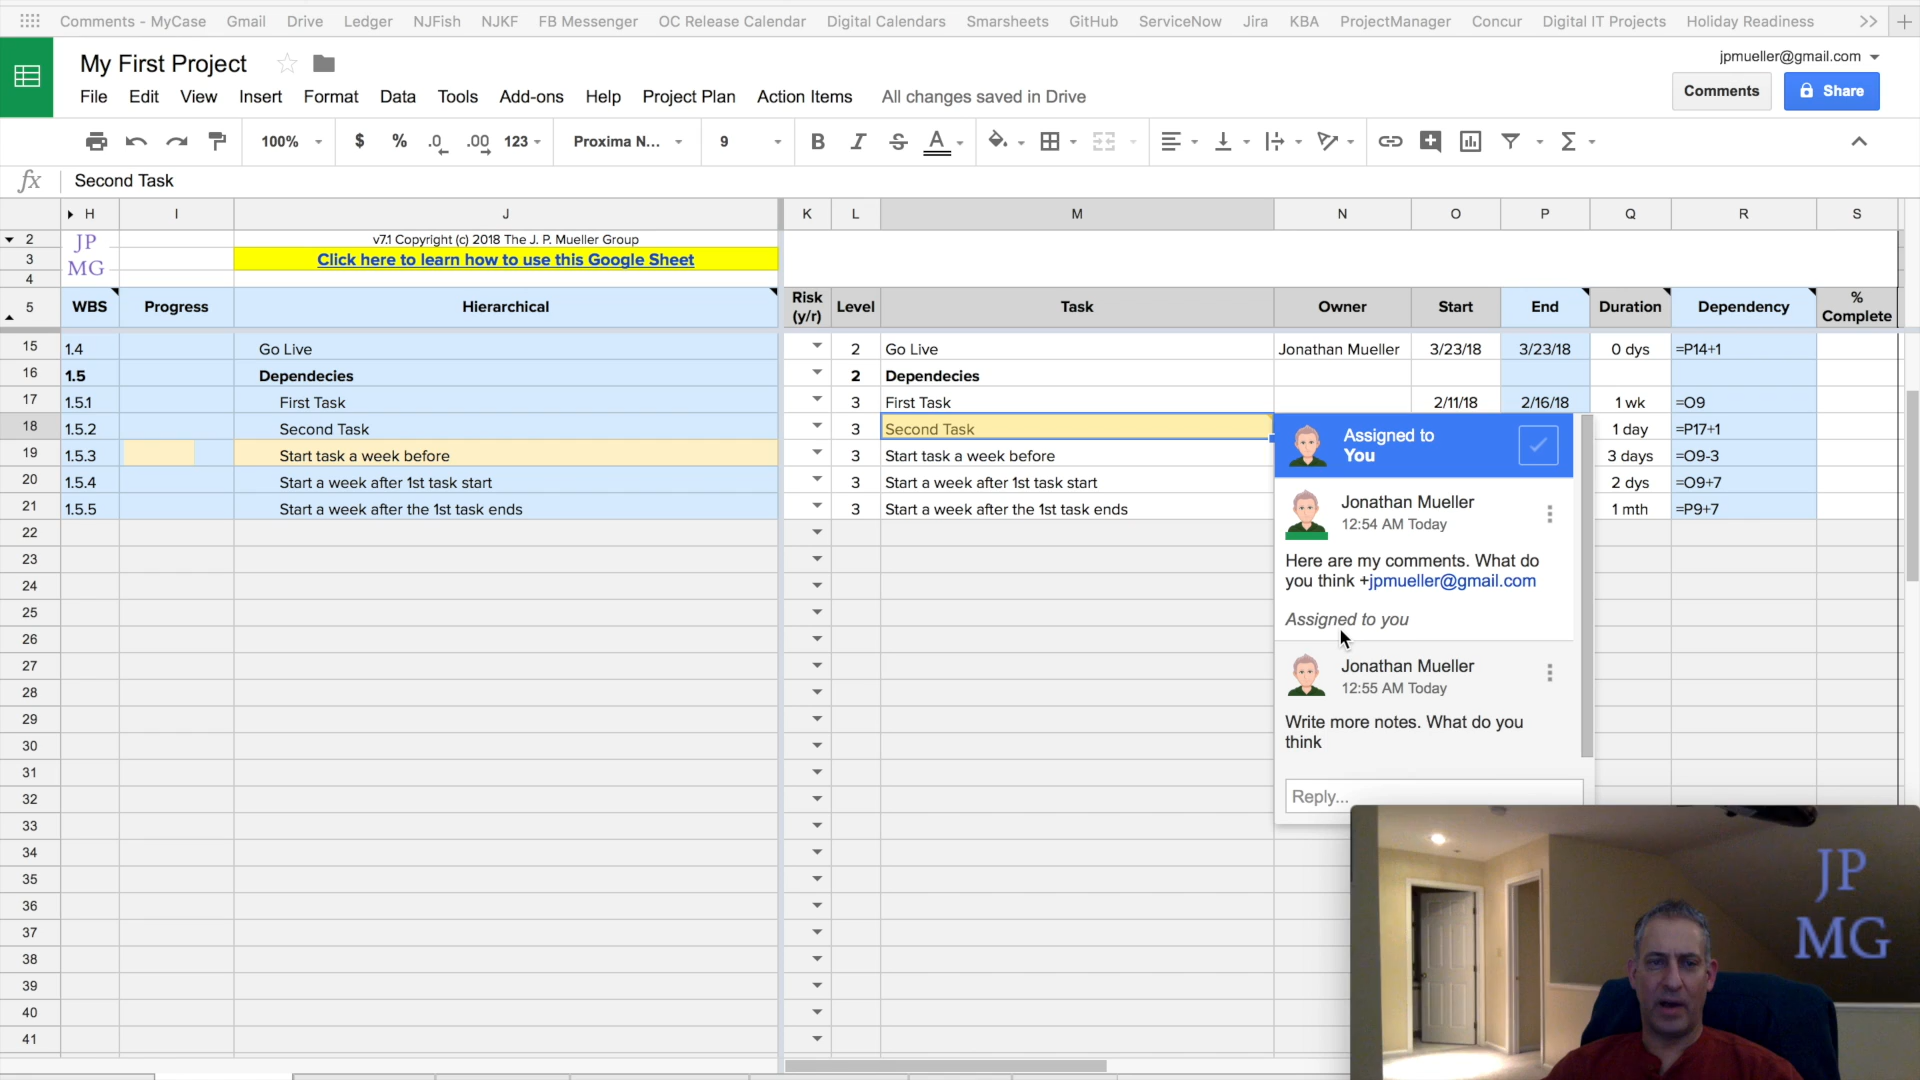 Comments - MyCase Gmail Drive Ledger NJFish NJKF FB Messenger OC Release Calendar Digital Calendars Smarsheets GitHub ServiceNow Jira KBA ProjectManager Concur Digital IT Projects Holiday Readiness >> +
My First Project
jpmueller@gmail.com
File Edit View Insert Format Data Tools Add-ons Help Project Plan Action Items All changes saved in Drive
Comments Share
100% $ % .0 .00 123 Proxima N... 9 B I S A Σ
fx Second Task
H I J K L M N O P Q R S
2 JP v7.1 Copyright (c) 2018 The J. P. Mueller Group
3 MG Click here to learn how to use this Google Sheet
4
5 WBS Progress Hierarchical Risk (y/r) Level Task Owner Start End Duration Dependency % Complete
15 1.4 Go Live 2 Go Live Jonathan Mueller 3/23/18 3/23/18 0 dys =P14+1
16 1.5 Dependecies 2 Dependecies
17 1.5.1 First Task 3 First Task 2/11/18 2/16/18 1 wk =O9
18 1.5.2 Second Task 3 Second Task 1 day =P17+1
19 1.5.3 Start task a week before 3 Start task a week before 3 days =O9-3
20 1.5.4 Start a week after 1st task start 3 Start a week after 1st task start 2 dys =O9+7
21 1.5.5 Start a week after the 1st task ends 3 Start a week after the 1st task ends 1 mth =P9+7
22
23
24
25
26
27
28
29
30
31
32
33
34
35
36
37
38
39
40
41
Assigned to
You
Jonathan Mueller
12:54 AM Today
Here are my comments. What do
you think +jpmueller@gmail.com
Assigned to you
Jonathan Mueller
12:55 AM Today
Write more notes. What do you
think
Reply...
JP
MG